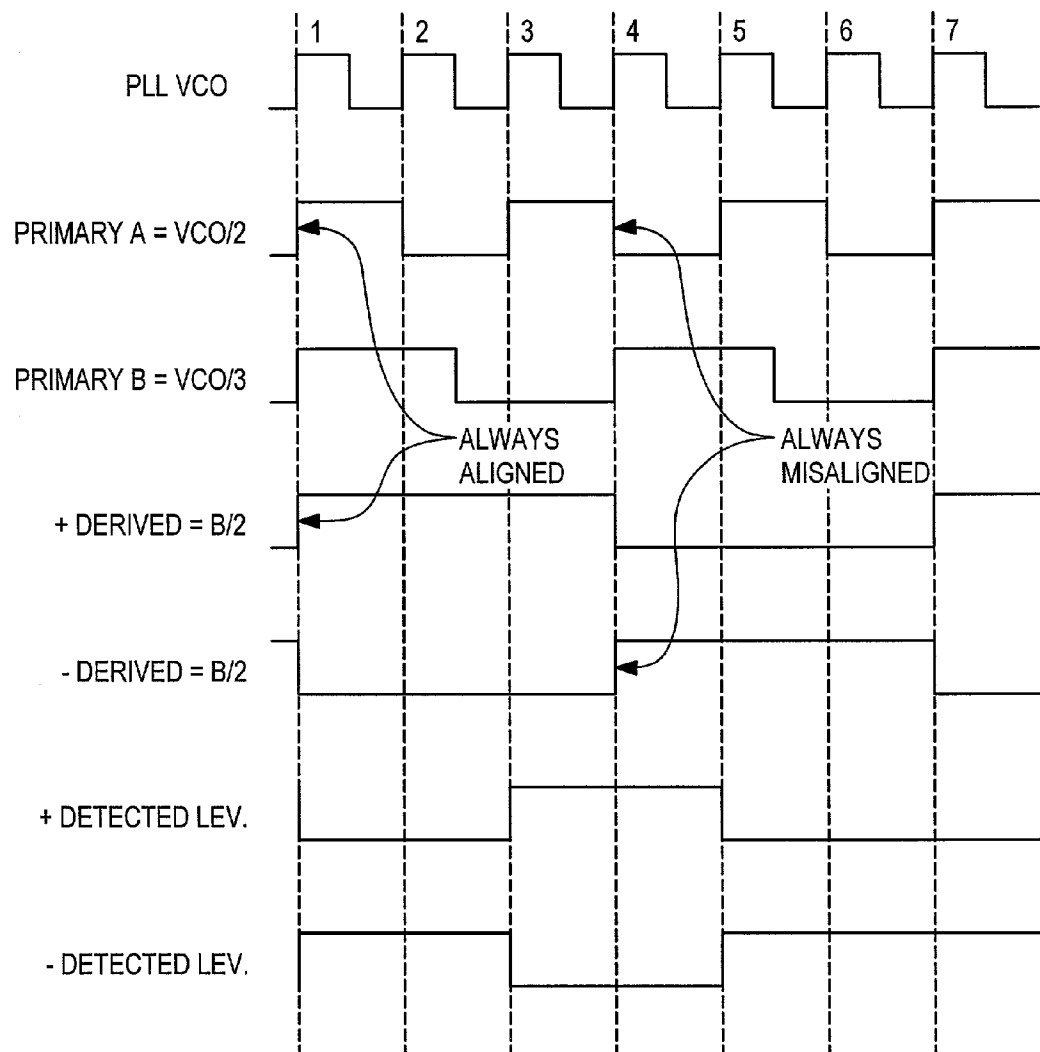 1 2 3 4 5 6 7
PLL VCO
PRIMARY A = VCO/2
PRIMARY B = VCO/3
ALWAYS
ALIGNED
ALWAYS
MISALIGNED
+ DERIVED = B/2
- DERIVED = B/2
+ DETECTED LEV.
- DETECTED LEV.